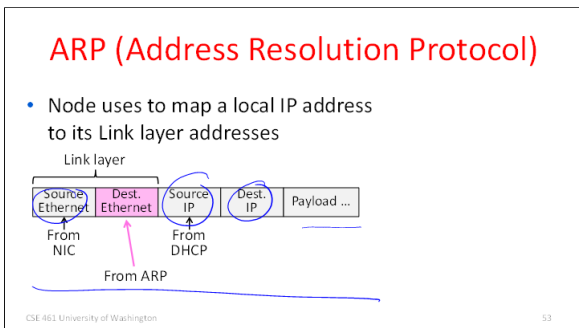 ARP (Address Resolution Protocol)
• Node uses to map a local IP address
to its Link layer addresses
Link layer
Source
Ethernet
Dest.
Ethernet
Source
IP
Dest.
IP
Payload ...
From
NIC
From
DHCP
From ARP
CSE 461 University of Washington
53